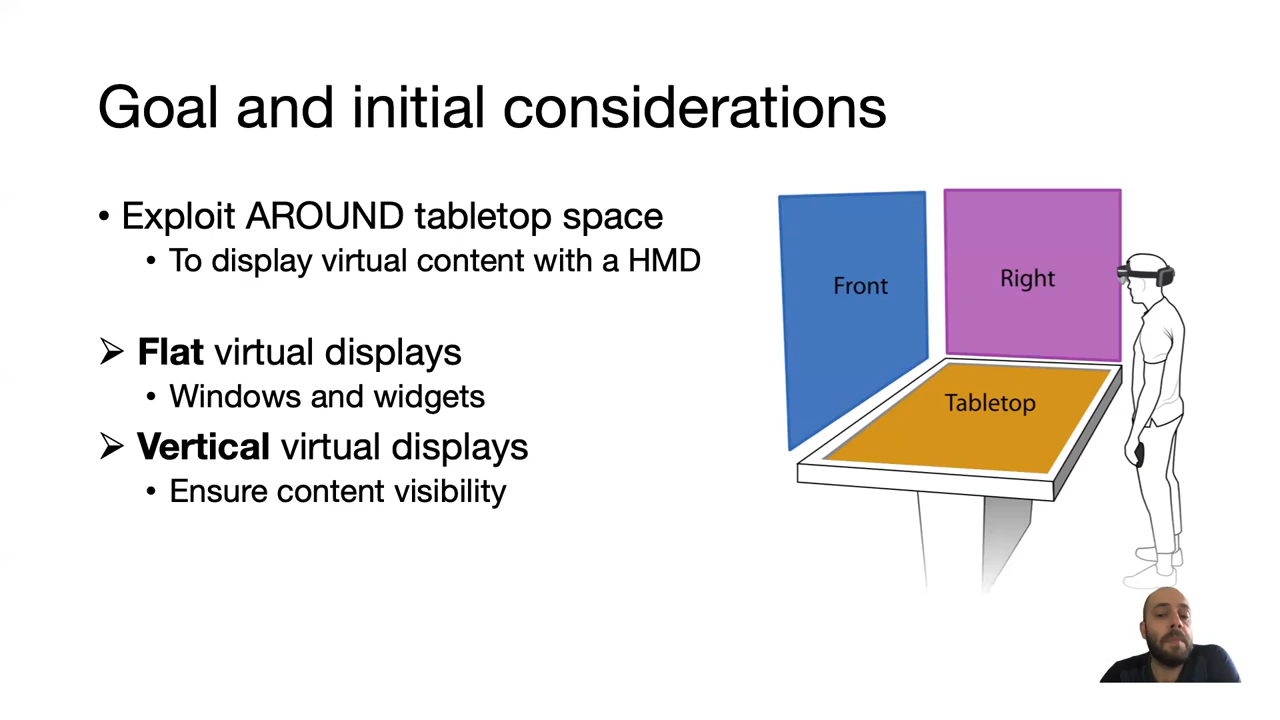 Goal and initial considerations
• Exploit AROUND tabletop space
• To display virtual content with a HMD
➢ Flat virtual displays
• Windows and widgets
➢ Vertical virtual displays
• Ensure content visibility
Front
Right
Tabletop